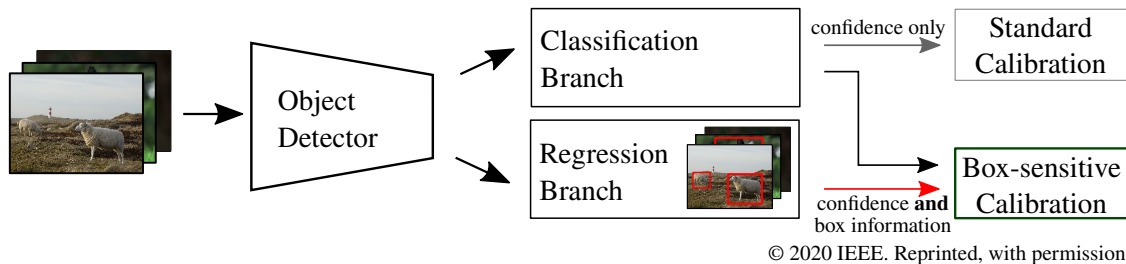 Object
Detector
Classification
Branch
Regression
Branch
confidence only
Standard
Calibration
confidence and
box information
Box-sensitive
Calibration
© 2020 IEEE. Reprinted, with permission